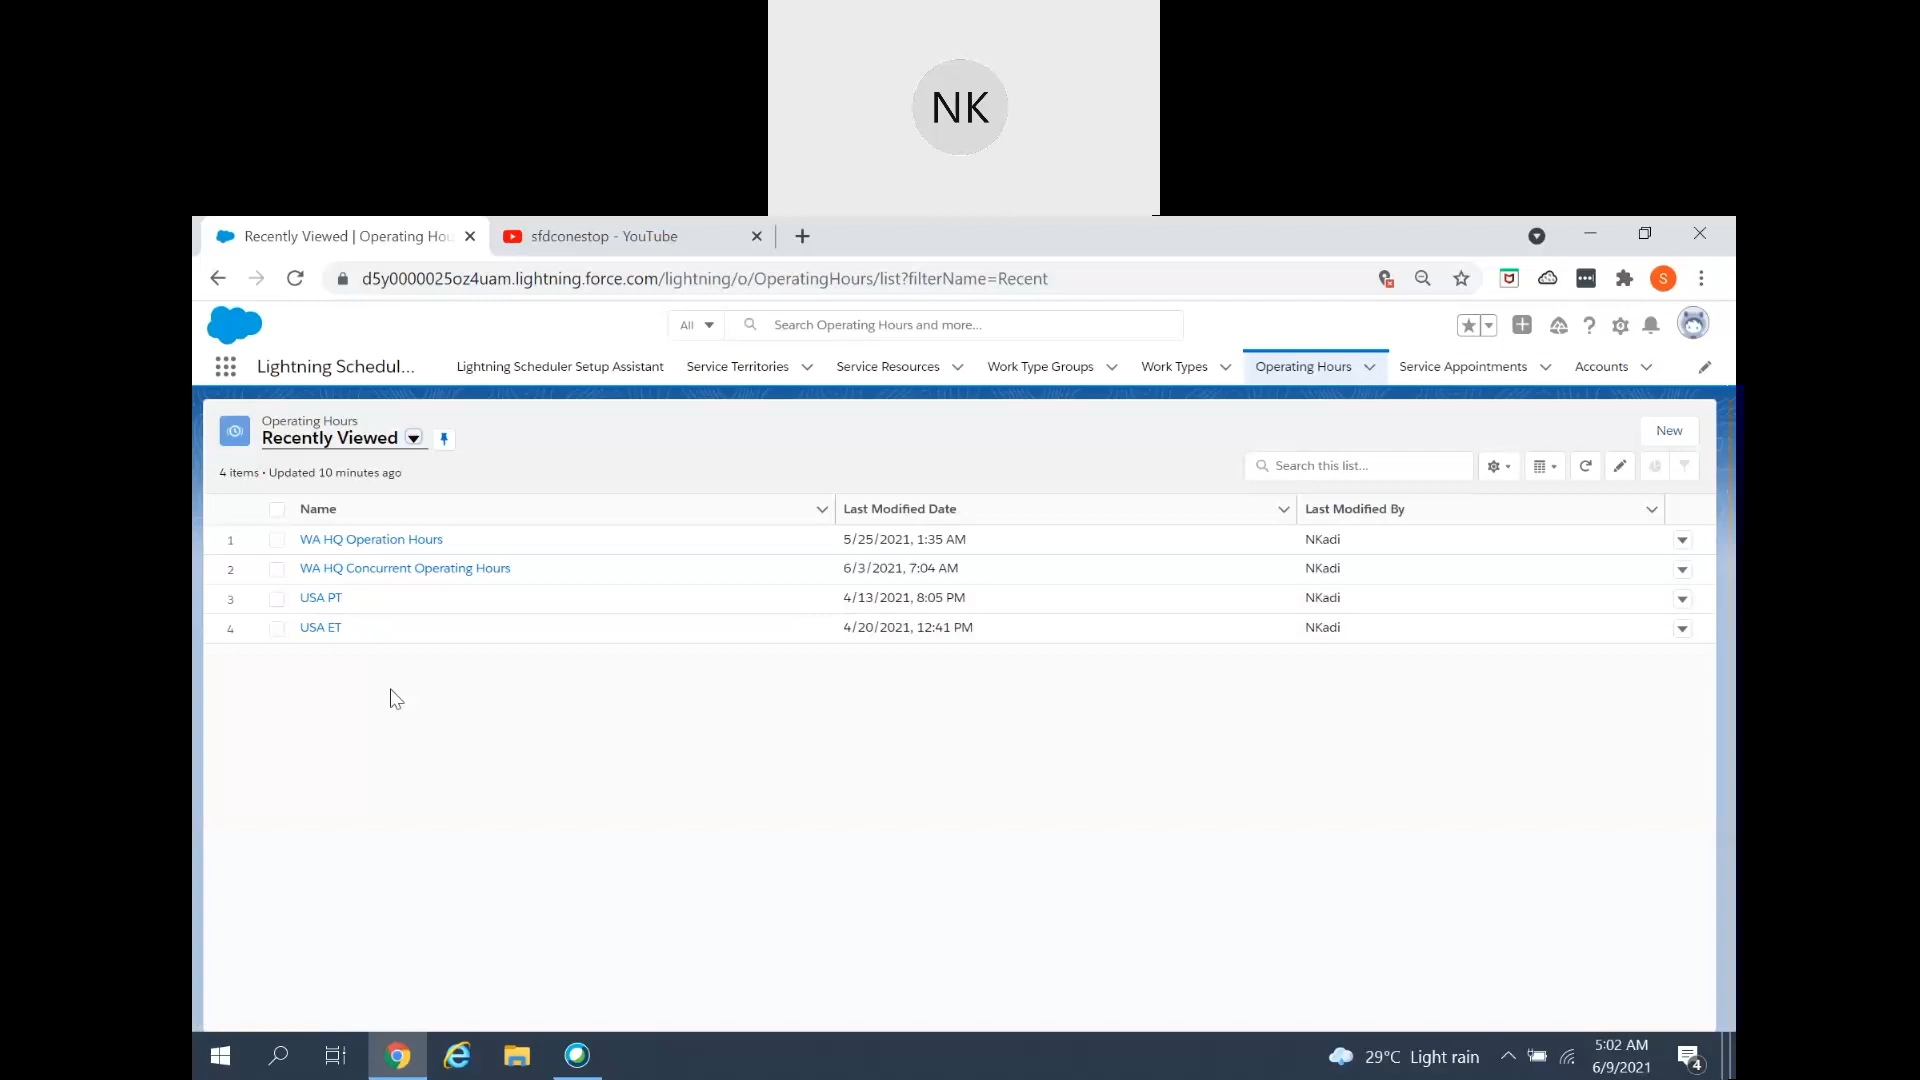 NK
Recently Viewed | Operating Hou
sfdconestop - YouTube
d5y0000025oz4uam.lightning.force.com/lightning/o/OperatingHours/list?filterName=Recent
S
All
Search Operating Hours and more...
Lightning Schedul...
Lightning Scheduler Setup Assistant
Service Territories
Service Resources
Work Type Groups
Work Types
Operating Hours
Service Appointments
Accounts
Operating Hours
Recently Viewed
New
4 items • Updated 10 minutes ago
Search this list...
Name Last Modified Date Last Modified By
1 WA HQ Operation Hours 5/25/2021, 1:35 AM NKadi
2 WA HQ Concurrent Operating Hours 6/3/2021, 7:04 AM NKadi
3 USA PT 4/13/2021, 8:05 PM NKadi
4 USA ET 4/20/2021, 12:41 PM NKadi
29°C Light rain
5:02 AM
6/9/2021
4